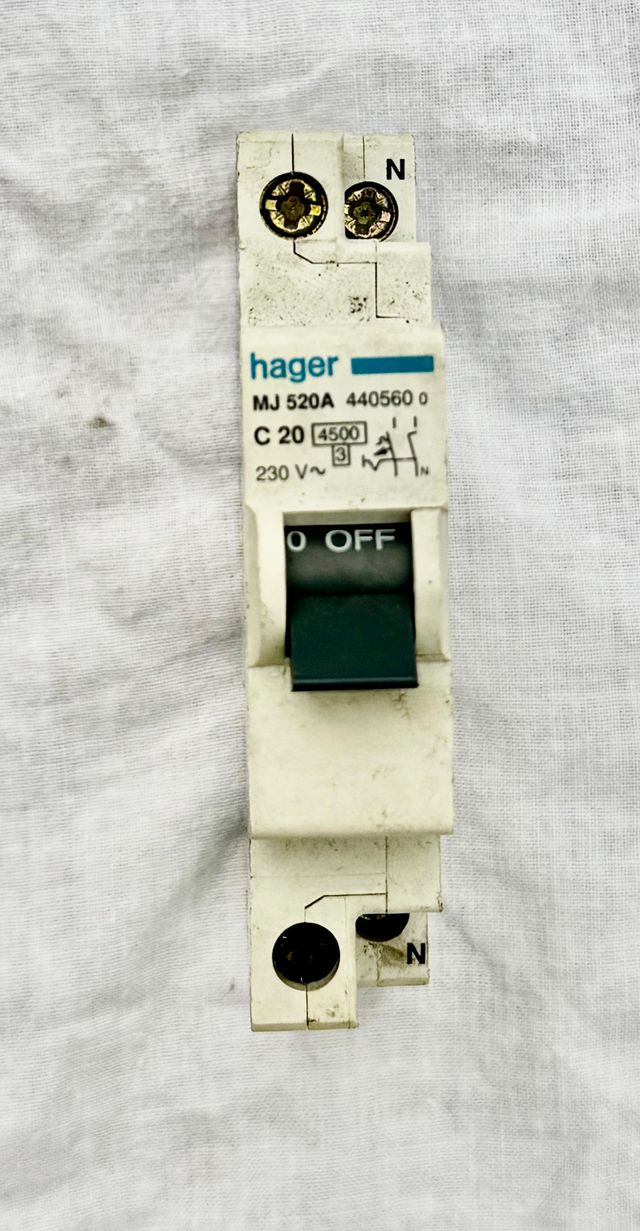 N
hager
MJ 520A 440560 0
C 20 4500
3
230 V~ N
0 OFF
N